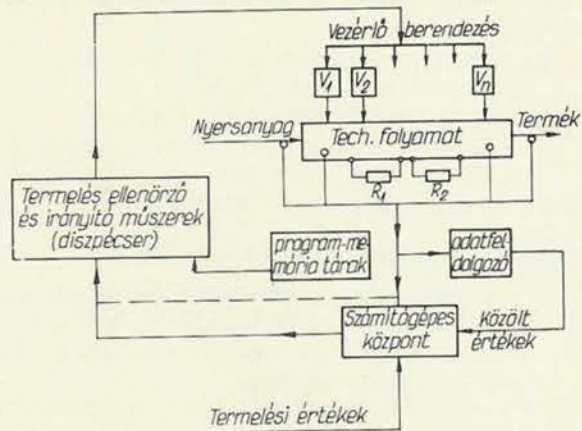 Vezérlő berendezés
V1 V2 Vn
Nyersanyag
Tech. folyamat
Termék
R1 R2
Termelés ellenőrző
és irányító műszerek
(diszpécser)
program-me-
mória tárak
adatfel-
dolgozó
Számítógépes
központ
Közölt
értékek
Termelési értékek